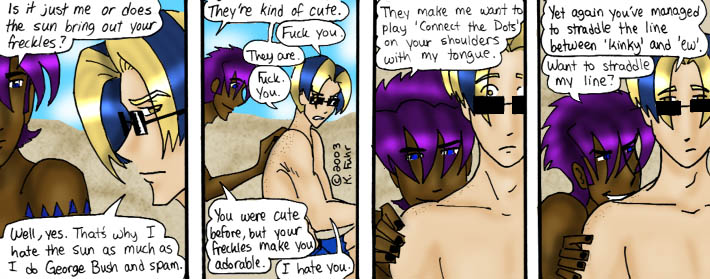 Is it just me or does
the sun bring out your
freckles?
Well, yes. That's why I
hate the sun as much as
I do George Bush and spam.
They're kind of cute.
Fuck you.
They are.
Fuck.
You.
You were cute
before, but your
freckles make you
adorable.
I hate you.
© 2003
K. Fuhr
They make me want to
play 'Connect the Dots'
on your shoulders
with my tongue.
Yet again you've managed
to straddle the line
between 'kinky' and 'ew'.
Want to straddle
my line?